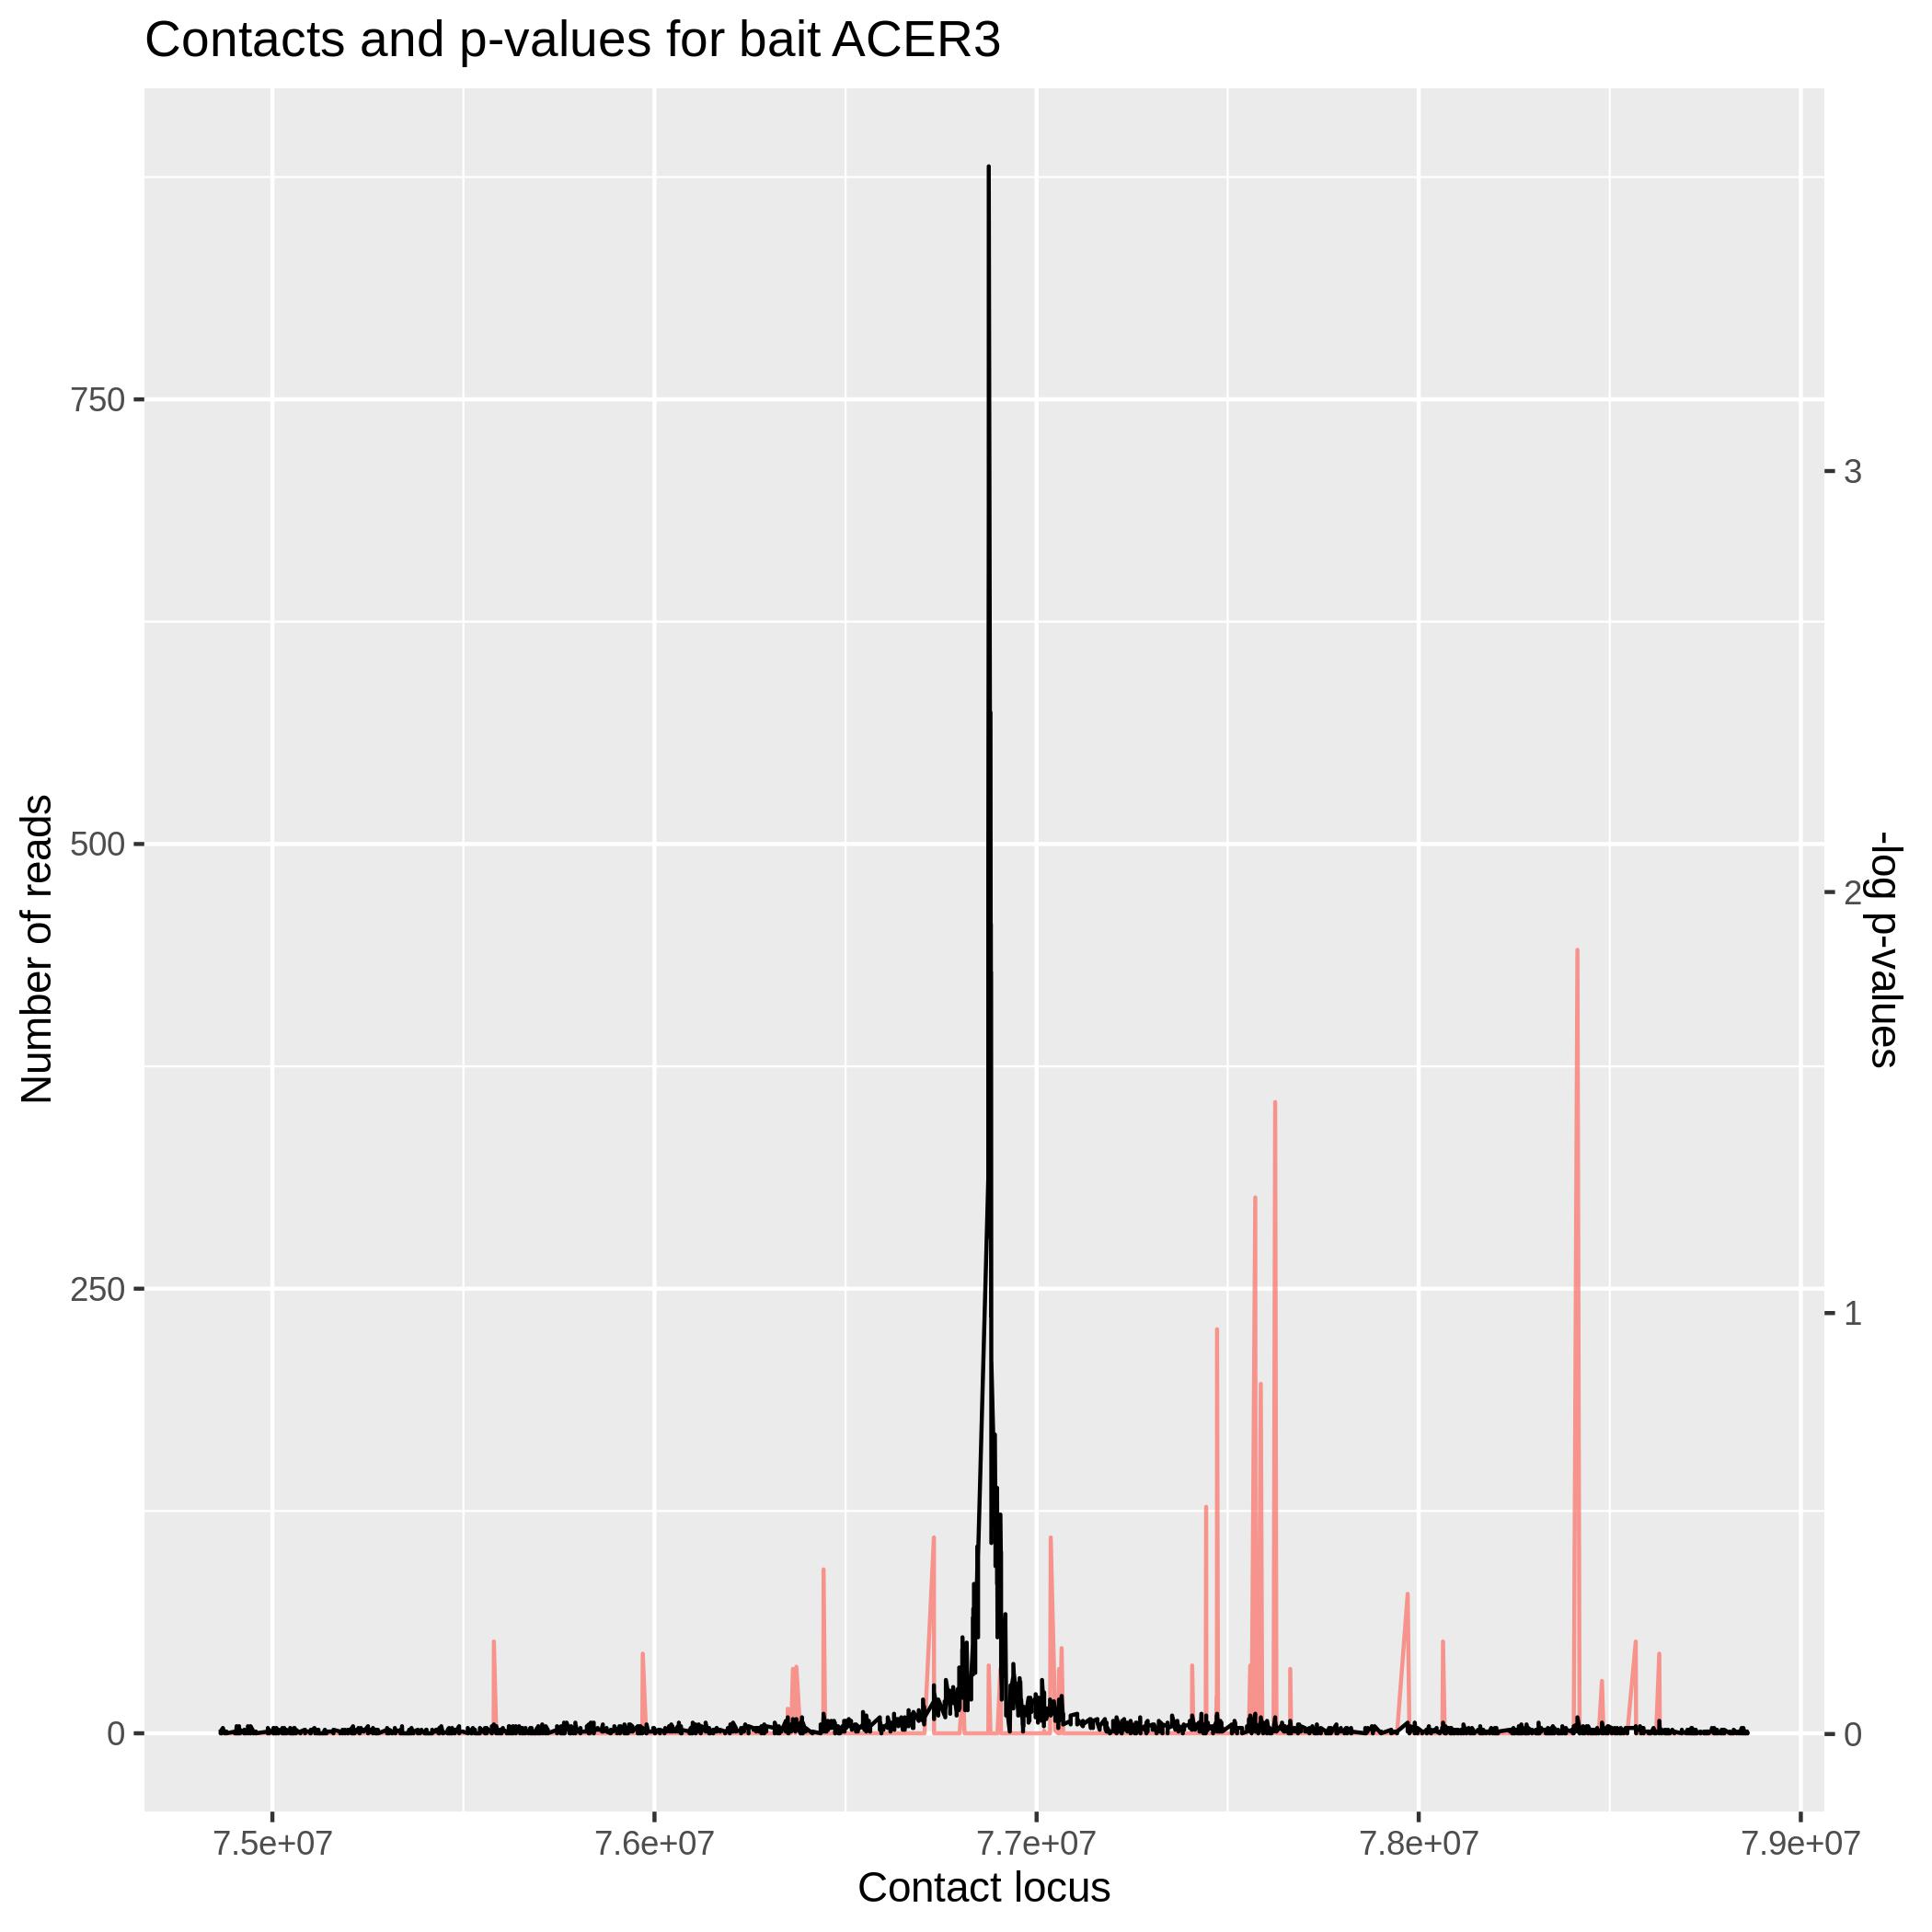 Contacts and p-values for bait ACER3
Number of reads
750
500
250
0
3
2
1
0
-log p-values
7.5e+07 7.6e+07 7.7e+07 7.8e+07 7.9e+07
Contact locus